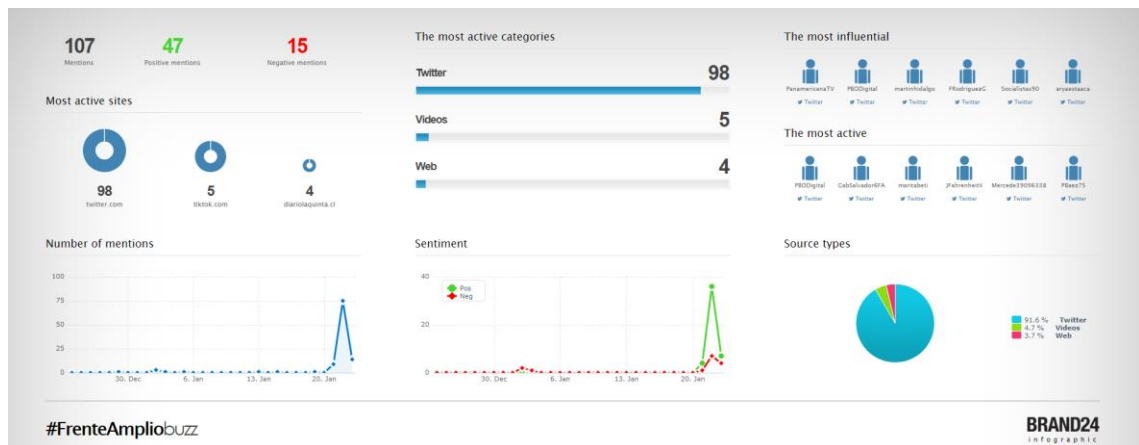 107
Mentions
47
Positive mentions
15
Negative mentions
Most active sites
98
twitter.com
5
tiktok.com
4
diariolaquinta.cl
The most active categories
Twitter 98
Videos 5
Web 4
The most influential
PanamericanaTV PBODigital martinhidalgo FRodriguezG Socialistas90 aryaestaaca
Twitter Twitter Twitter Twitter Twitter Twitter
The most active
PBODigital GabSalvador6FA maritabeti JFahrenheitV Mercede39096338 PBaez75
Twitter Twitter Twitter Twitter Twitter Twitter
Number of mentions
100
75
50
25
0
30. Dec 6. Jan 13. Jan 20. Jan
Sentiment
40
20
0
Pos
Neg
30. Dec 6. Jan 13. Jan 20. Jan
Source types
91.6 % Twitter
4.7 % Videos
3.7 % Web
#FrenteAmpliobuzz
BRAND24
infographic